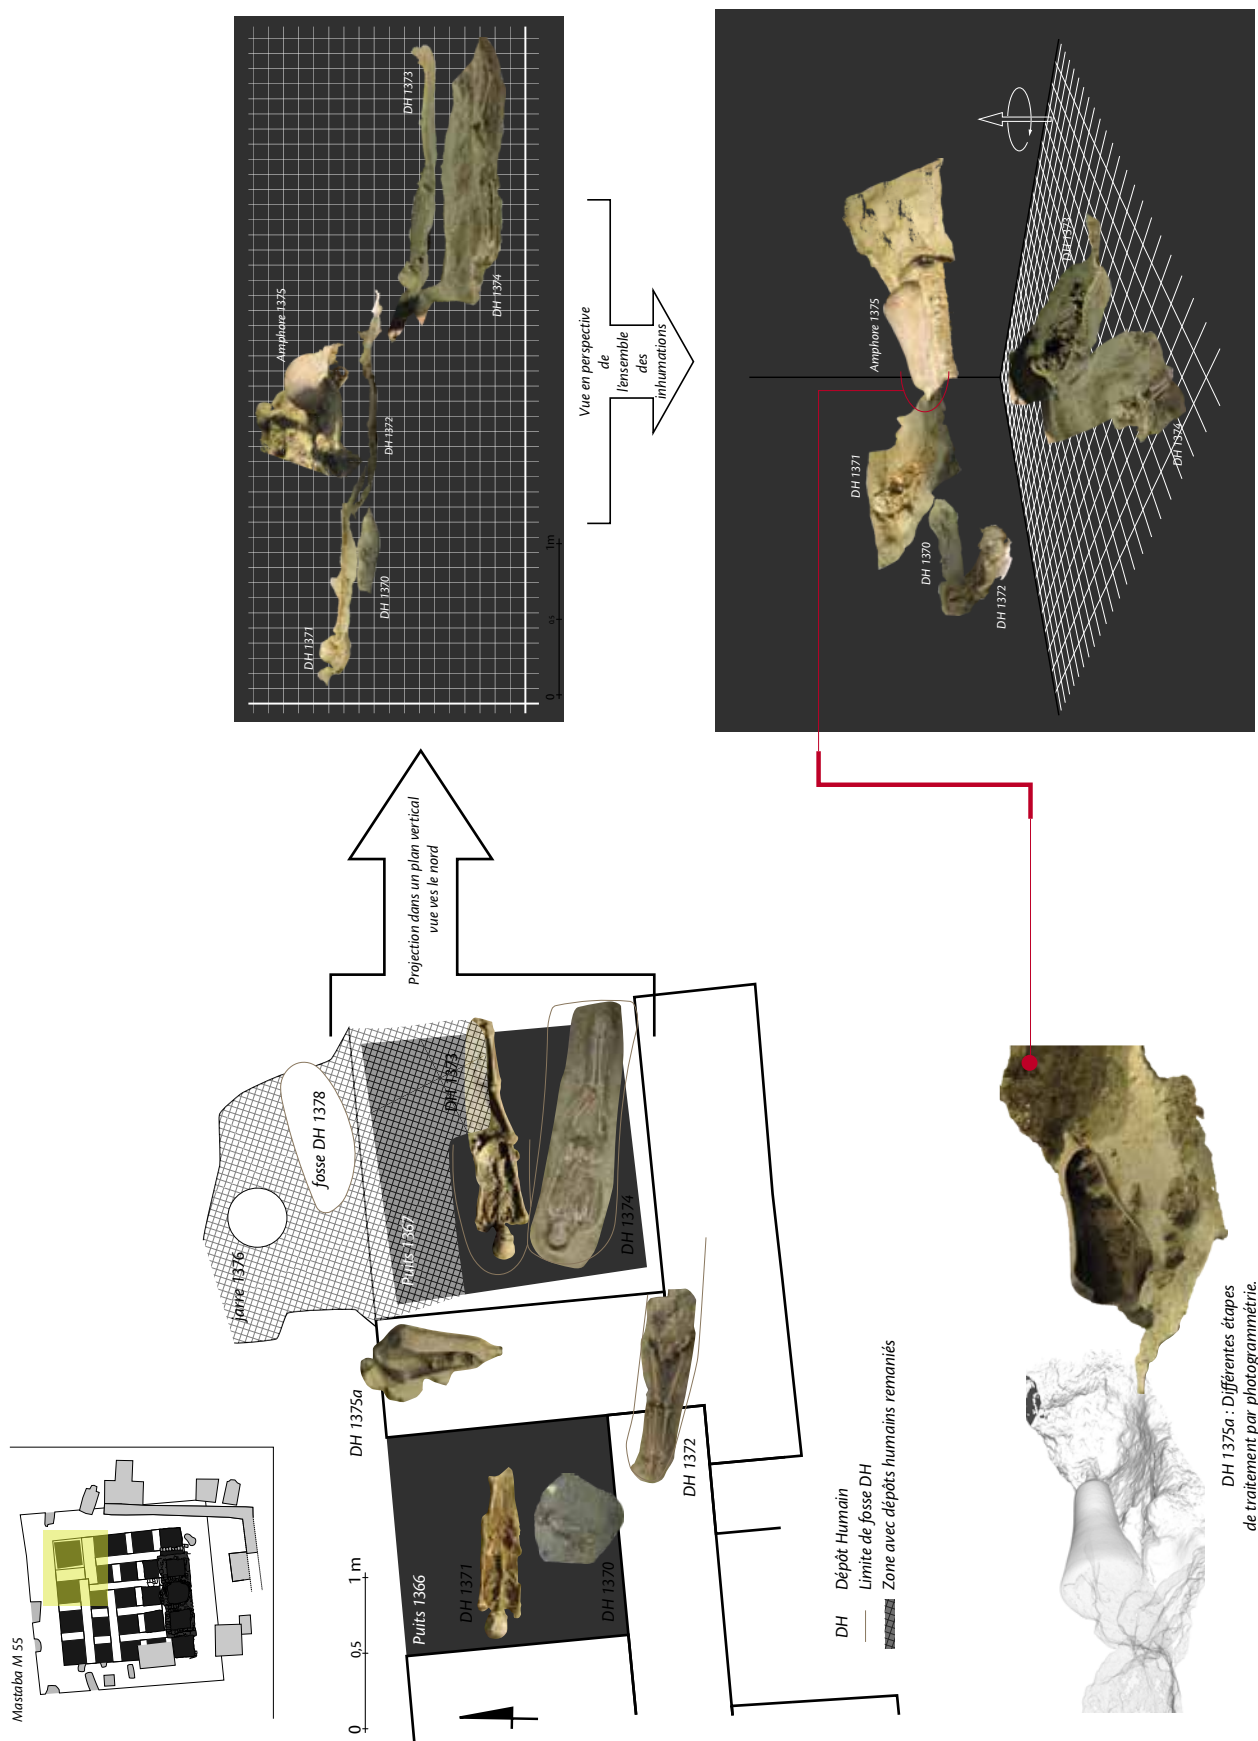 Mastaba M 55
0
0,5
1 m
Puits 1366
DH 1371
DH 1370
DH 1375a
DH 1372
Jarre 1376
fosse DH 1378
Puits 1367
DH 1373
DH 1374
DH Dépôt Humain
Limite de fosse DH
Zone avec dépôts humains remaniés
Projection dans un plan vertical
vue ves le nord
DH 1371
DH 1370
DH 1372
Amphore 1375
DH 1373
DH 1374
0
0.5
1m
Vue en perspective
de
l'ensemble
des
inhumations
Amphore 1375
DH 1371
DH 1370
DH 1372
DH 1373
DH 1374
DH 1375a : Différentes étapes
de traitement par photogrammétrie.